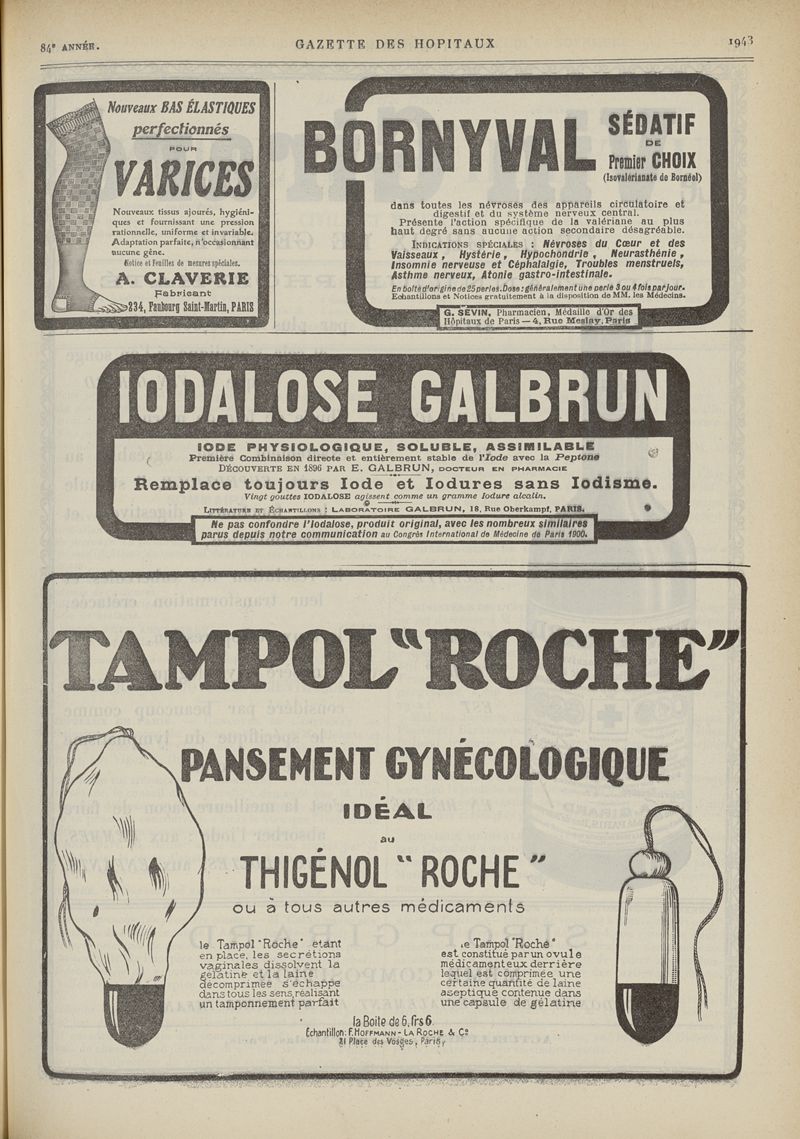 84e ANNÉE.
GAZETTE DES HOPITAUX
1943
Nouveaux BAS ÉLASTIQUES
perfectionnés
POUR
VARICES
Nouveaux tissus ajourés, hygiéni-
ques et fournissant une pression
rationnelle, uniforme et invariable.
Adaptation parfaite, n'occasionnant
aucune gêne.
Notice et feuilles de mesures spéciales.
A. CLAVERIE
Fabricant
234, Faubourg Saint-Martin, PARIS
BORNYVAL
SÉDATIF
DE
Premier CHOIX
(Isovalérianate de Bornéol)
dans toutes les névroses des appareils circulatoire et
digestif et du système nerveux central.
Présente l'action spécifique de la valériane au plus
haut degré sans aucune action secondaire désagréable.
INDICATIONS SPÉCIALES : Névroses du Cœur et des
Vaisseaux, Hystérie, Hypochondrie, Neurasthénie,
Insomnie nerveuse et Céphalalgie, Troubles menstruels,
Asthme nerveux, Atonie gastro-intestinale.
En boîte d'origine de 25 perles. Dose: généralement une perle 3 ou 4 fois par jour.
Echantillons et Notices gratuitement à la disposition de MM. les Médecins.
G. SEVIN, Pharmacien, Médaille d'Or des
Hôpitaux de Paris — 4, Rue Meslay, Paris
IODALOSE GALBRUN
IODE PHYSIOLOGIQUE, SOLUBLE, ASSIMILABLE
Première Combinaison directe et entièrement stable de l'Iode avec la Peptone
DÉCOUVERTE EN 1896 PAR E. GALBRUN, DOCTEUR EN PHARMACIE
Remplace toujours Iode et Iodures sans Iodisme.
Vingt gouttes IODALOSE agissent comme un gramme Iodure alcalin.
LITTÉRATURE ET ÉCHANTILLONS : LABORATOIRE GALBRUN, 18, Rue Oberkampf, PARIS.
Ne pas confondre l'Iodalose, produit original, avec les nombreux similaires
parus depuis notre communication au Congrès International de Médecine de Paris 1900.
TAMPOL "ROCHE"
PANSEMENT GYNÉCOLOGIQUE
IDÉAL
au
THIGÉNOL "ROCHE"
ou à tous autres médicaments
le Tampol "Roche" étant
en place, les secrétions
vaginales dissolvent la
gélatine et la laine
décomprimée s'échappe
dans tous les sens, réalisant
un tamponnement parfait
Le Tampol "Roche"
est constitué par un ovule
médicamenteux derrière
lequel est comprimée une
certaine quantité de laine
aseptique contenue dans
une capsule de gélatine
la Boîte de 6, frs 6
Échantillon: F. HOFFMANN-LA ROCHE & Co
21 Place des Vosges, Paris